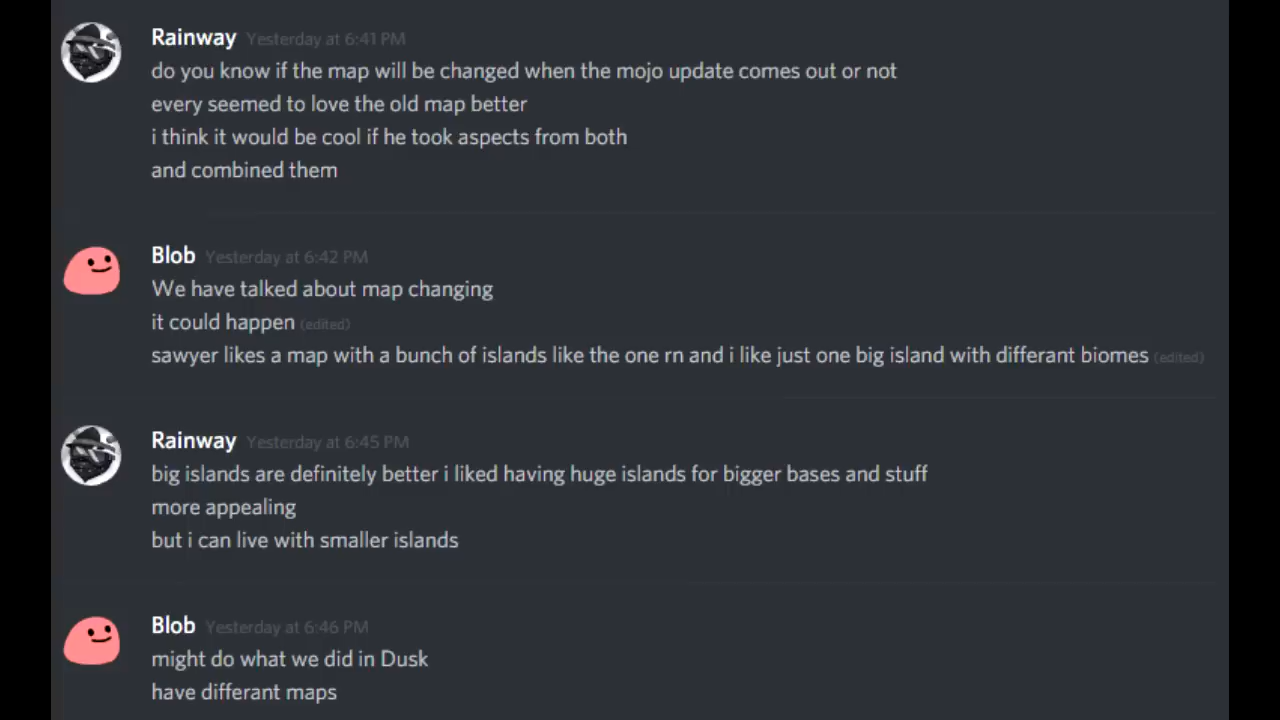 Rainway Yesterday at 6:41 PM
do you know if the map will be changed when the mojo update comes out or not
every seemed to love the old map better
i think it would be cool if he took aspects from both
and combined them
Blob Yesterday at 6:42 PM
We have talked about map changing
it could happen (edited)
sawyer likes a map with a bunch of islands like the one rn and i like just one big island with differant biomes (edited)
Rainway Yesterday at 6:45 PM
big islands are definitely better i liked having huge islands for bigger bases and stuff
more appealing
but i can live with smaller islands
Blob Yesterday at 6:46 PM
might do what we did in Dusk
have differant maps